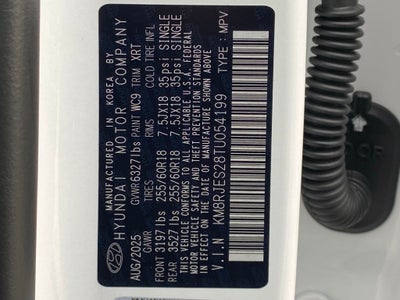 MANUFACTURED IN KOREA BY
HYUNDAI MOTOR COMPANY
GVWR 6327lbs PAINT WC9 TRIM XRT
AUG/2025 GAWR TIRES RIMS COLD TIRE INFL.
FRONT 3197lbs 255/60R18 7.5JX18 35psi SINGLE
REAR 3527lbs 255/60R18 7.5JX18 35psi SINGLE
THIS VEHICLE CONFORMS TO ALL APPLICABLE U.S.A. FEDERAL
MOTOR VEHICLE SAFETY AND THEFT PREVENTION STANDARDS
IN EFFECT ON THE DATE OF MANUFACTURE SHOWN ABOVE
V.I.N KM8RJES28TU054199 TYPE: MPV